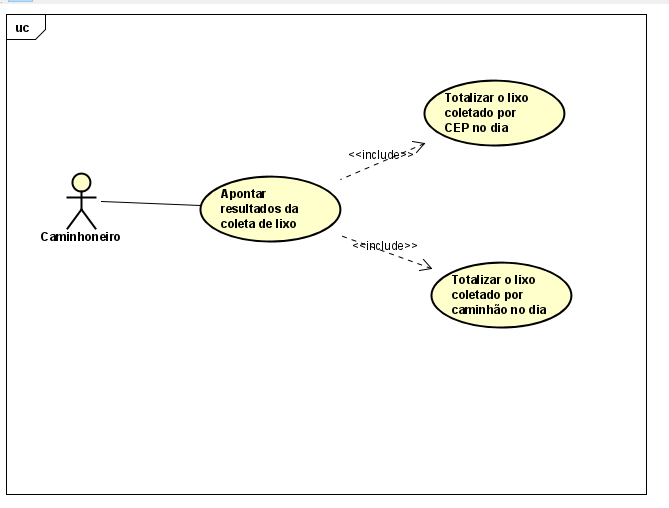 uc
Totalizar o lixo
coletado por
CEP no dia
<<include>>
Apontar
resultados da
coleta de lixo
Caminhoneiro
<<include>>
Totalizar o lixo
coletado por
caminhão no dia